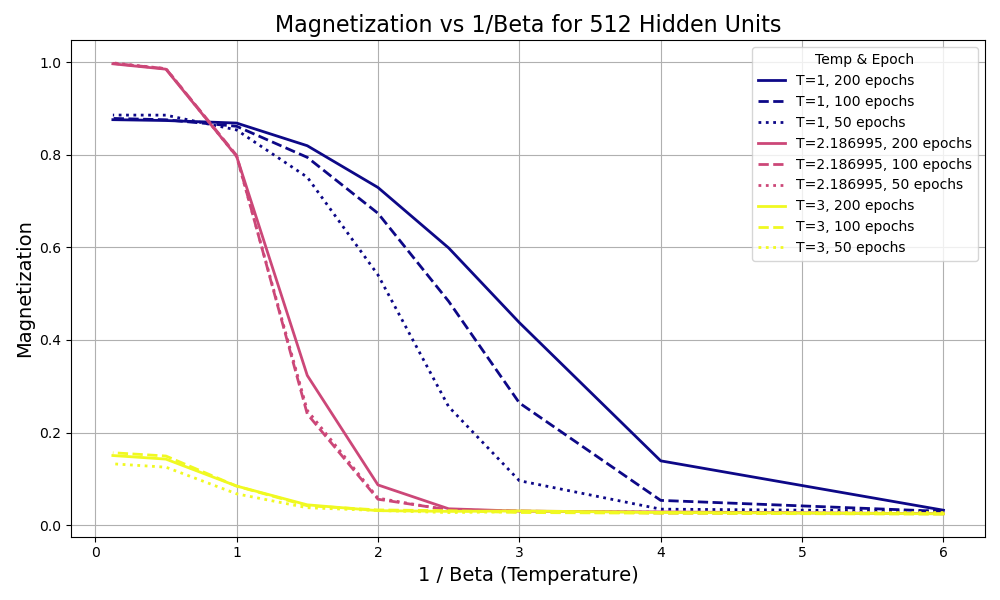 Magnetization vs 1/Beta for 512 Hidden Units
Temp & Epoch
T=1, 200 epochs
T=1, 100 epochs
T=1, 50 epochs
T=2.186995, 200 epochs
T=2.186995, 100 epochs
T=2.186995, 50 epochs
T=3, 200 epochs
T=3, 100 epochs
T=3, 50 epochs
Magnetization
1.0
0.8
0.6
0.4
0.2
0.0
0 1 2 3 4 5 6
1 / Beta (Temperature)